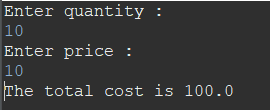 Enter quantity :
10
Enter price :
10
The total cost is 100.0